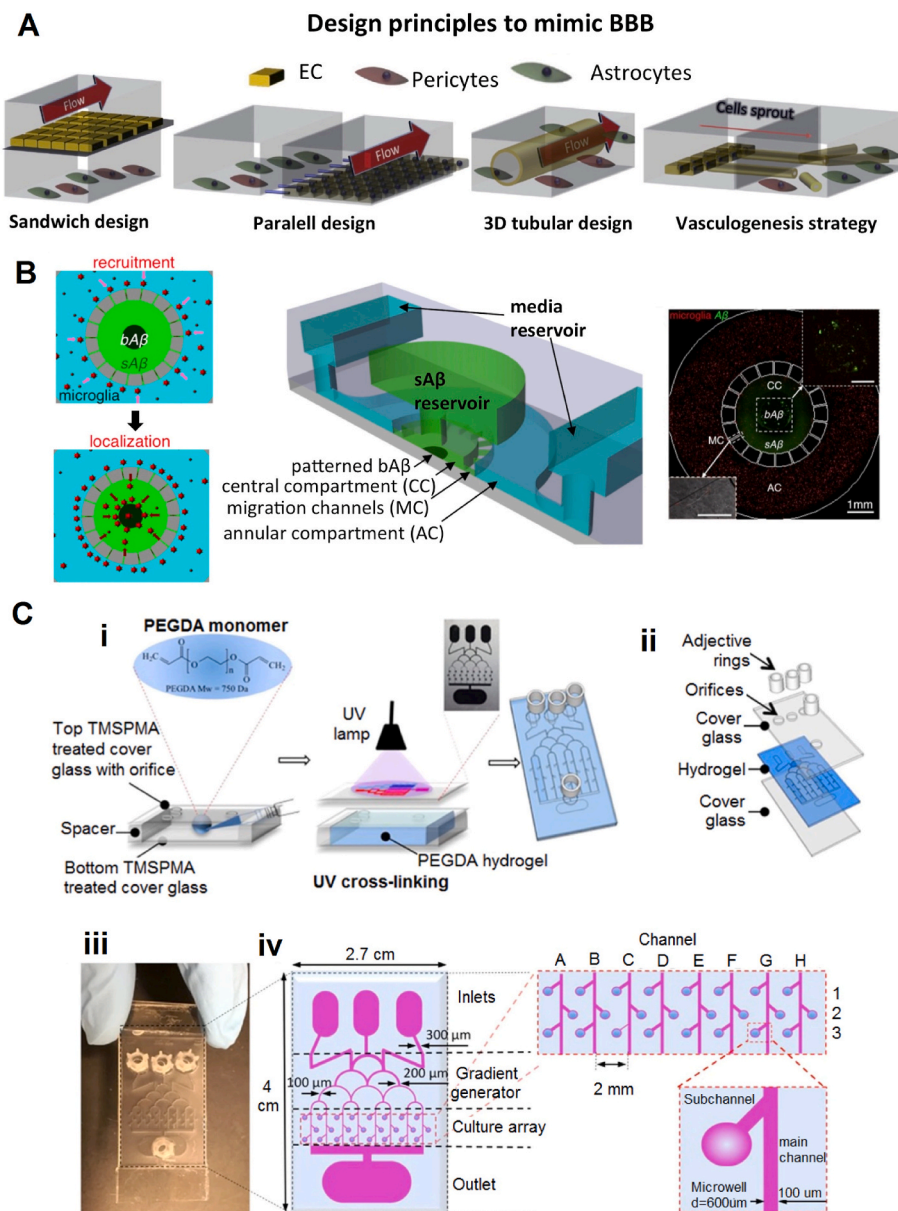 A
Design principles to mimic BBB
EC
Pericytes
Astrocytes
Flow
Flow
Flow
Cells sprout
Sandwich design
Paralell design
3D tubular design
Vasculogenesis strategy
B
recruitment
bAβ
sAβ
microglia
localization
media
reservoir
sAβ
reservoir
patterned bAβ
central compartment (CC)
migration channels (MC)
annular compartment (AC)
microglia Aβ
CC
bAβ
MC
sAβ
AC
1mm
C
i
PEGDA monomer
H₂C
O
O
n
O
CH₂
PEGDA Mw = 750 Da
Top TMSPMA
treated cover
glass with orifice
Spacer
Bottom TMSPMA
treated cover glass
UV
lamp
PEGDA hydrogel
UV cross-linking
ii
Adjective
rings
Orifices
Cover
glass
Hydrogel
Cover
glass
iii
iv
2.7 cm
4
cm
Inlets
300 μm
100 μm
200 μm
Gradient
generator
Culture array
Outlet
Channel
A B C D E F G H
1
2
3
2 mm
Subchannel
main
channel
Microwell
d=600um
100 um